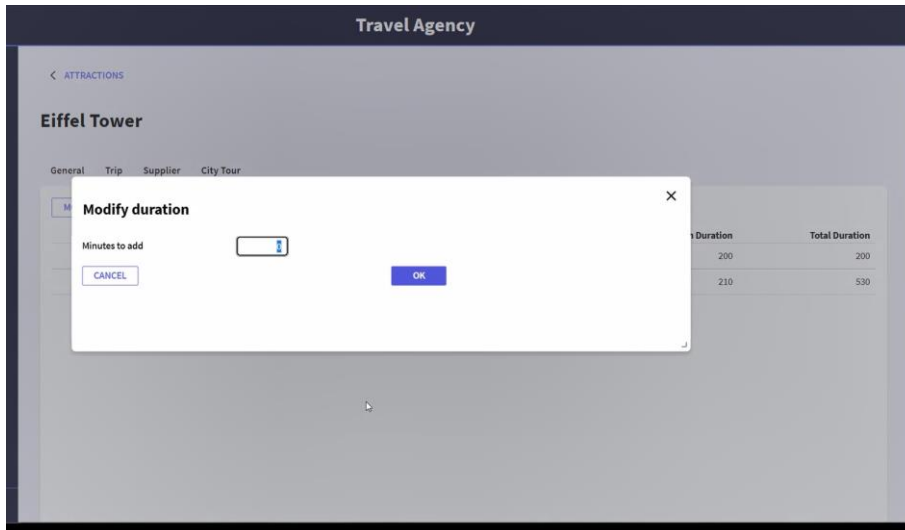 Travel Agency
< ATTRACTIONS
Eiffel Tower
General Trip Supplier City Tour
Modify duration
Minutes to add 0
CANCEL OK
Duration Total Duration
200 200
210 530